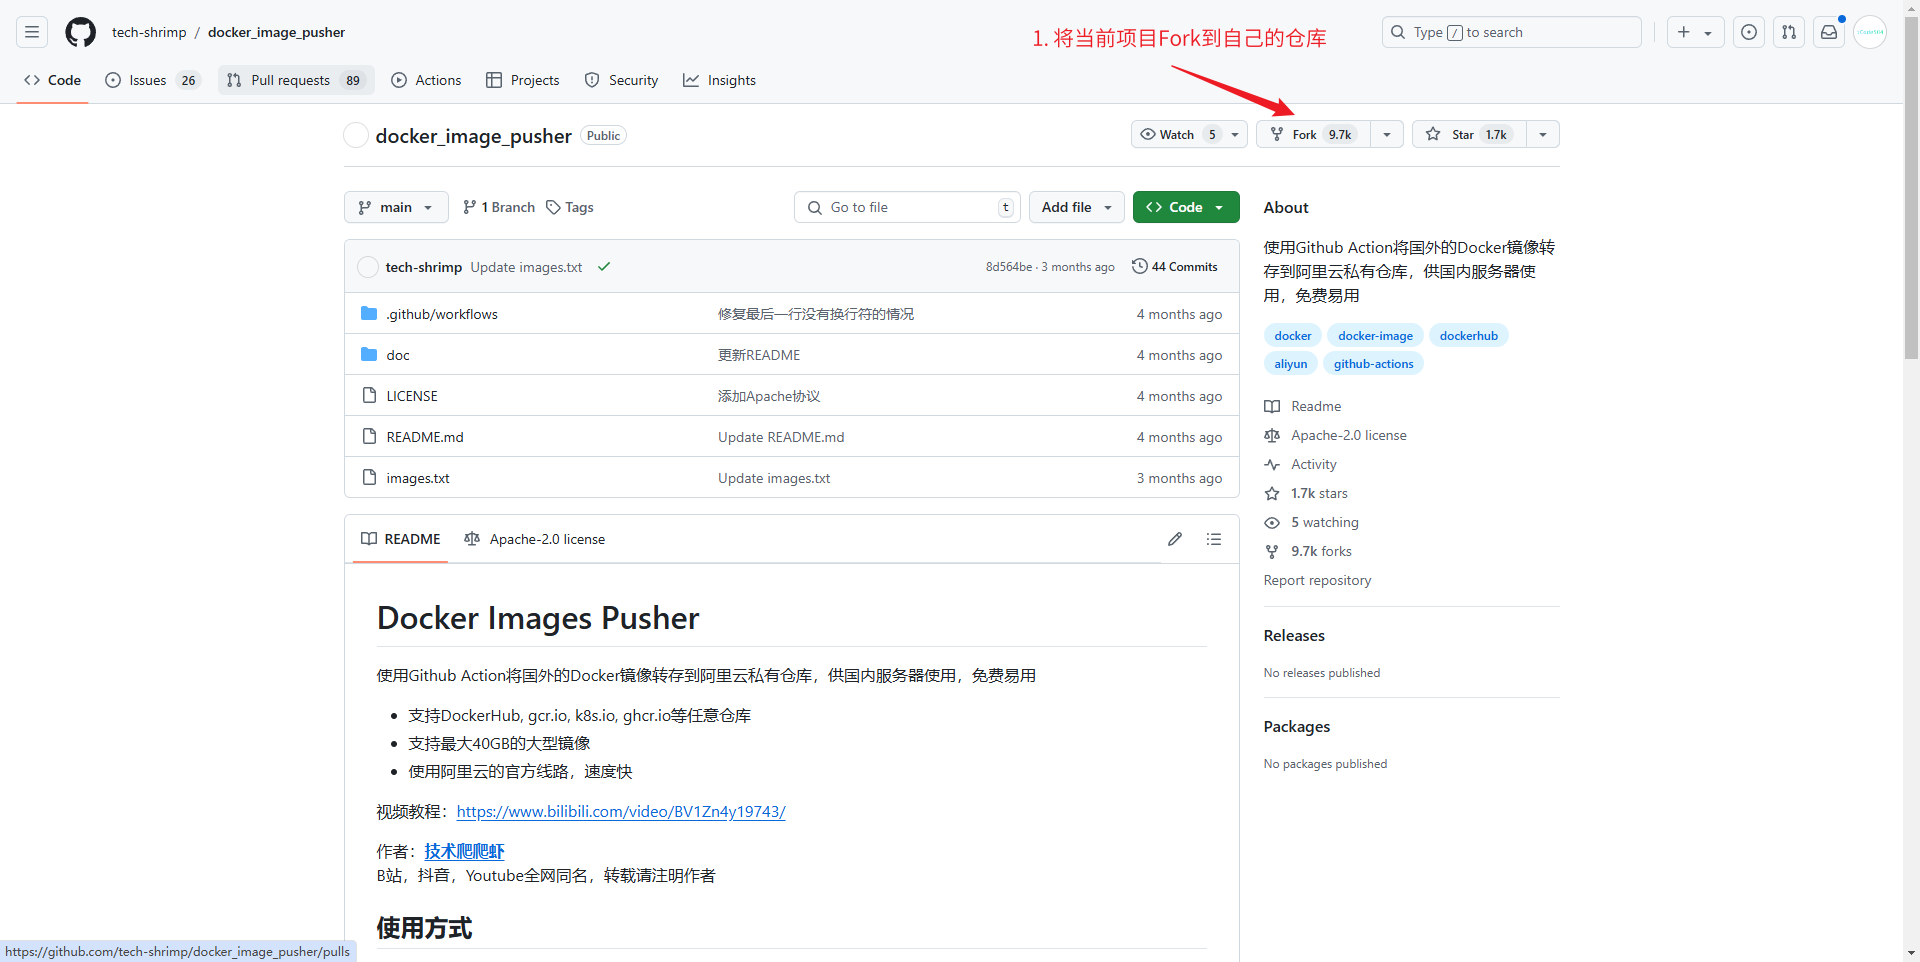 tech-shrimp / docker_image_pusher
1. 将当前项目Fork到自己的仓库
Type / to search
Code
Issues 26
Pull requests 89
Actions
Projects
Security
Insights
docker_image_pusher Public
Watch 5
Fork 9.7k
Star 1.7k
main
1 Branch
Tags
Go to file t
Add file
Code
tech-shrimp Update images.txt
8d564be · 3 months ago
44 Commits
.github/workflows 修复最后一行没有换行符的情况 4 months ago
doc 更新README 4 months ago
LICENSE 添加Apache协议 4 months ago
README.md Update README.md 4 months ago
images.txt Update images.txt 3 months ago
README
Apache-2.0 license
Docker Images Pusher
使用Github Action将国外的Docker镜像转存到阿里云私有仓库，供国内服务器使用，免费易用
支持DockerHub, gcr.io, k8s.io, ghcr.io等任意仓库
支持最大40GB的大型镜像
使用阿里云的官方线路，速度快
视频教程：https://www.bilibili.com/video/BV1Zn4y19743/
作者：技术爬爬虾
B站，抖音，Youtube全网同名，转载请注明作者
使用方式
About
使用Github Action将国外的Docker镜像转
存到阿里云私有仓库，供国内服务器使
用，免费易用
docker docker-image dockerhub
aliyun github-actions
Readme
Apache-2.0 license
Activity
1.7k stars
5 watching
9.7k forks
Report repository
Releases
No releases published
Packages
No packages published
https://github.com/tech-shrimp/docker_image_pusher/pulls